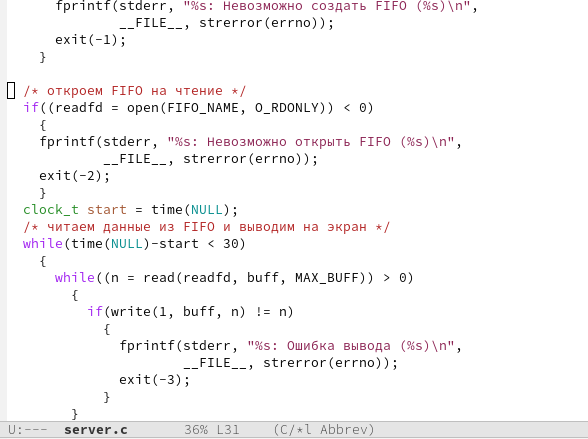 fprintf(stderr, "%s: Невозможно создать FIFO (%s)\n",
__FILE__, strerror(errno));
exit(-1);
}
/* откроем FIFO на чтение */
if((readfd = open(FIFO_NAME, O_RDONLY)) < 0)
{
fprintf(stderr, "%s: Невозможно открыть FIFO (%s)\n",
__FILE__, strerror(errno));
exit(-2);
}
clock_t start = time(NULL);
/* читаем данные из FIFO и выводим на экран */
while(time(NULL)-start < 30)
{
while((n = read(readfd, buff, MAX_BUFF)) > 0)
{
if(write(1, buff, n) != n)
{
fprintf(stderr, "%s: Ошибка вывода (%s)\n",
__FILE__, strerror(errno));
exit(-3);
}
}
U:--- server.c 36% L31 (C/*l Abbrev)